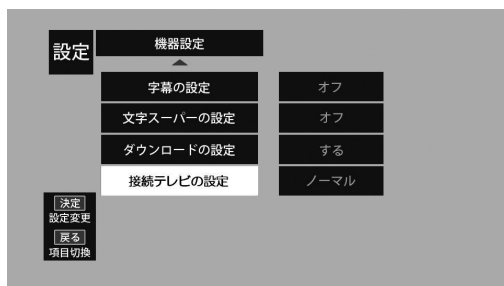 設定
機器設定
字幕の設定 オフ
文字スーパーの設定 オフ
ダウンロードの設定 する
接続テレビの設定 ノーマル
決定
設定変更
戻る
項目切換